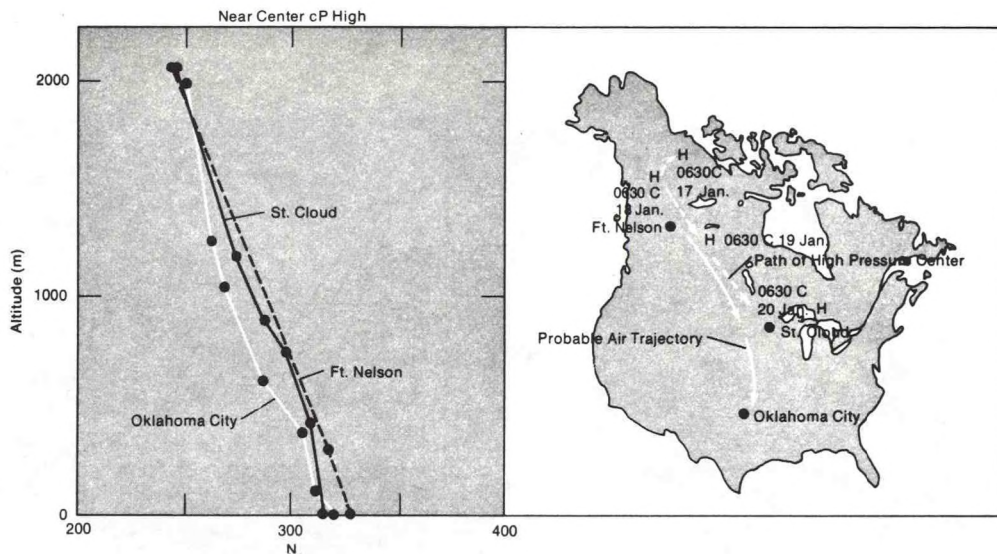 Near Center cP High
2000
1000
0
Altitude (m)
200
300
400
N
St. Cloud
Ft. Nelson
Oklahoma City
H
0630C
17 Jan.
H
0630 C
18 Jan.
Ft. Nelson
H 0630 C 19 Jan.
Path of High Pressure Center
0630 C
20 Jan. H
St. Cloud
Probable Air Trajectory
Oklahoma City